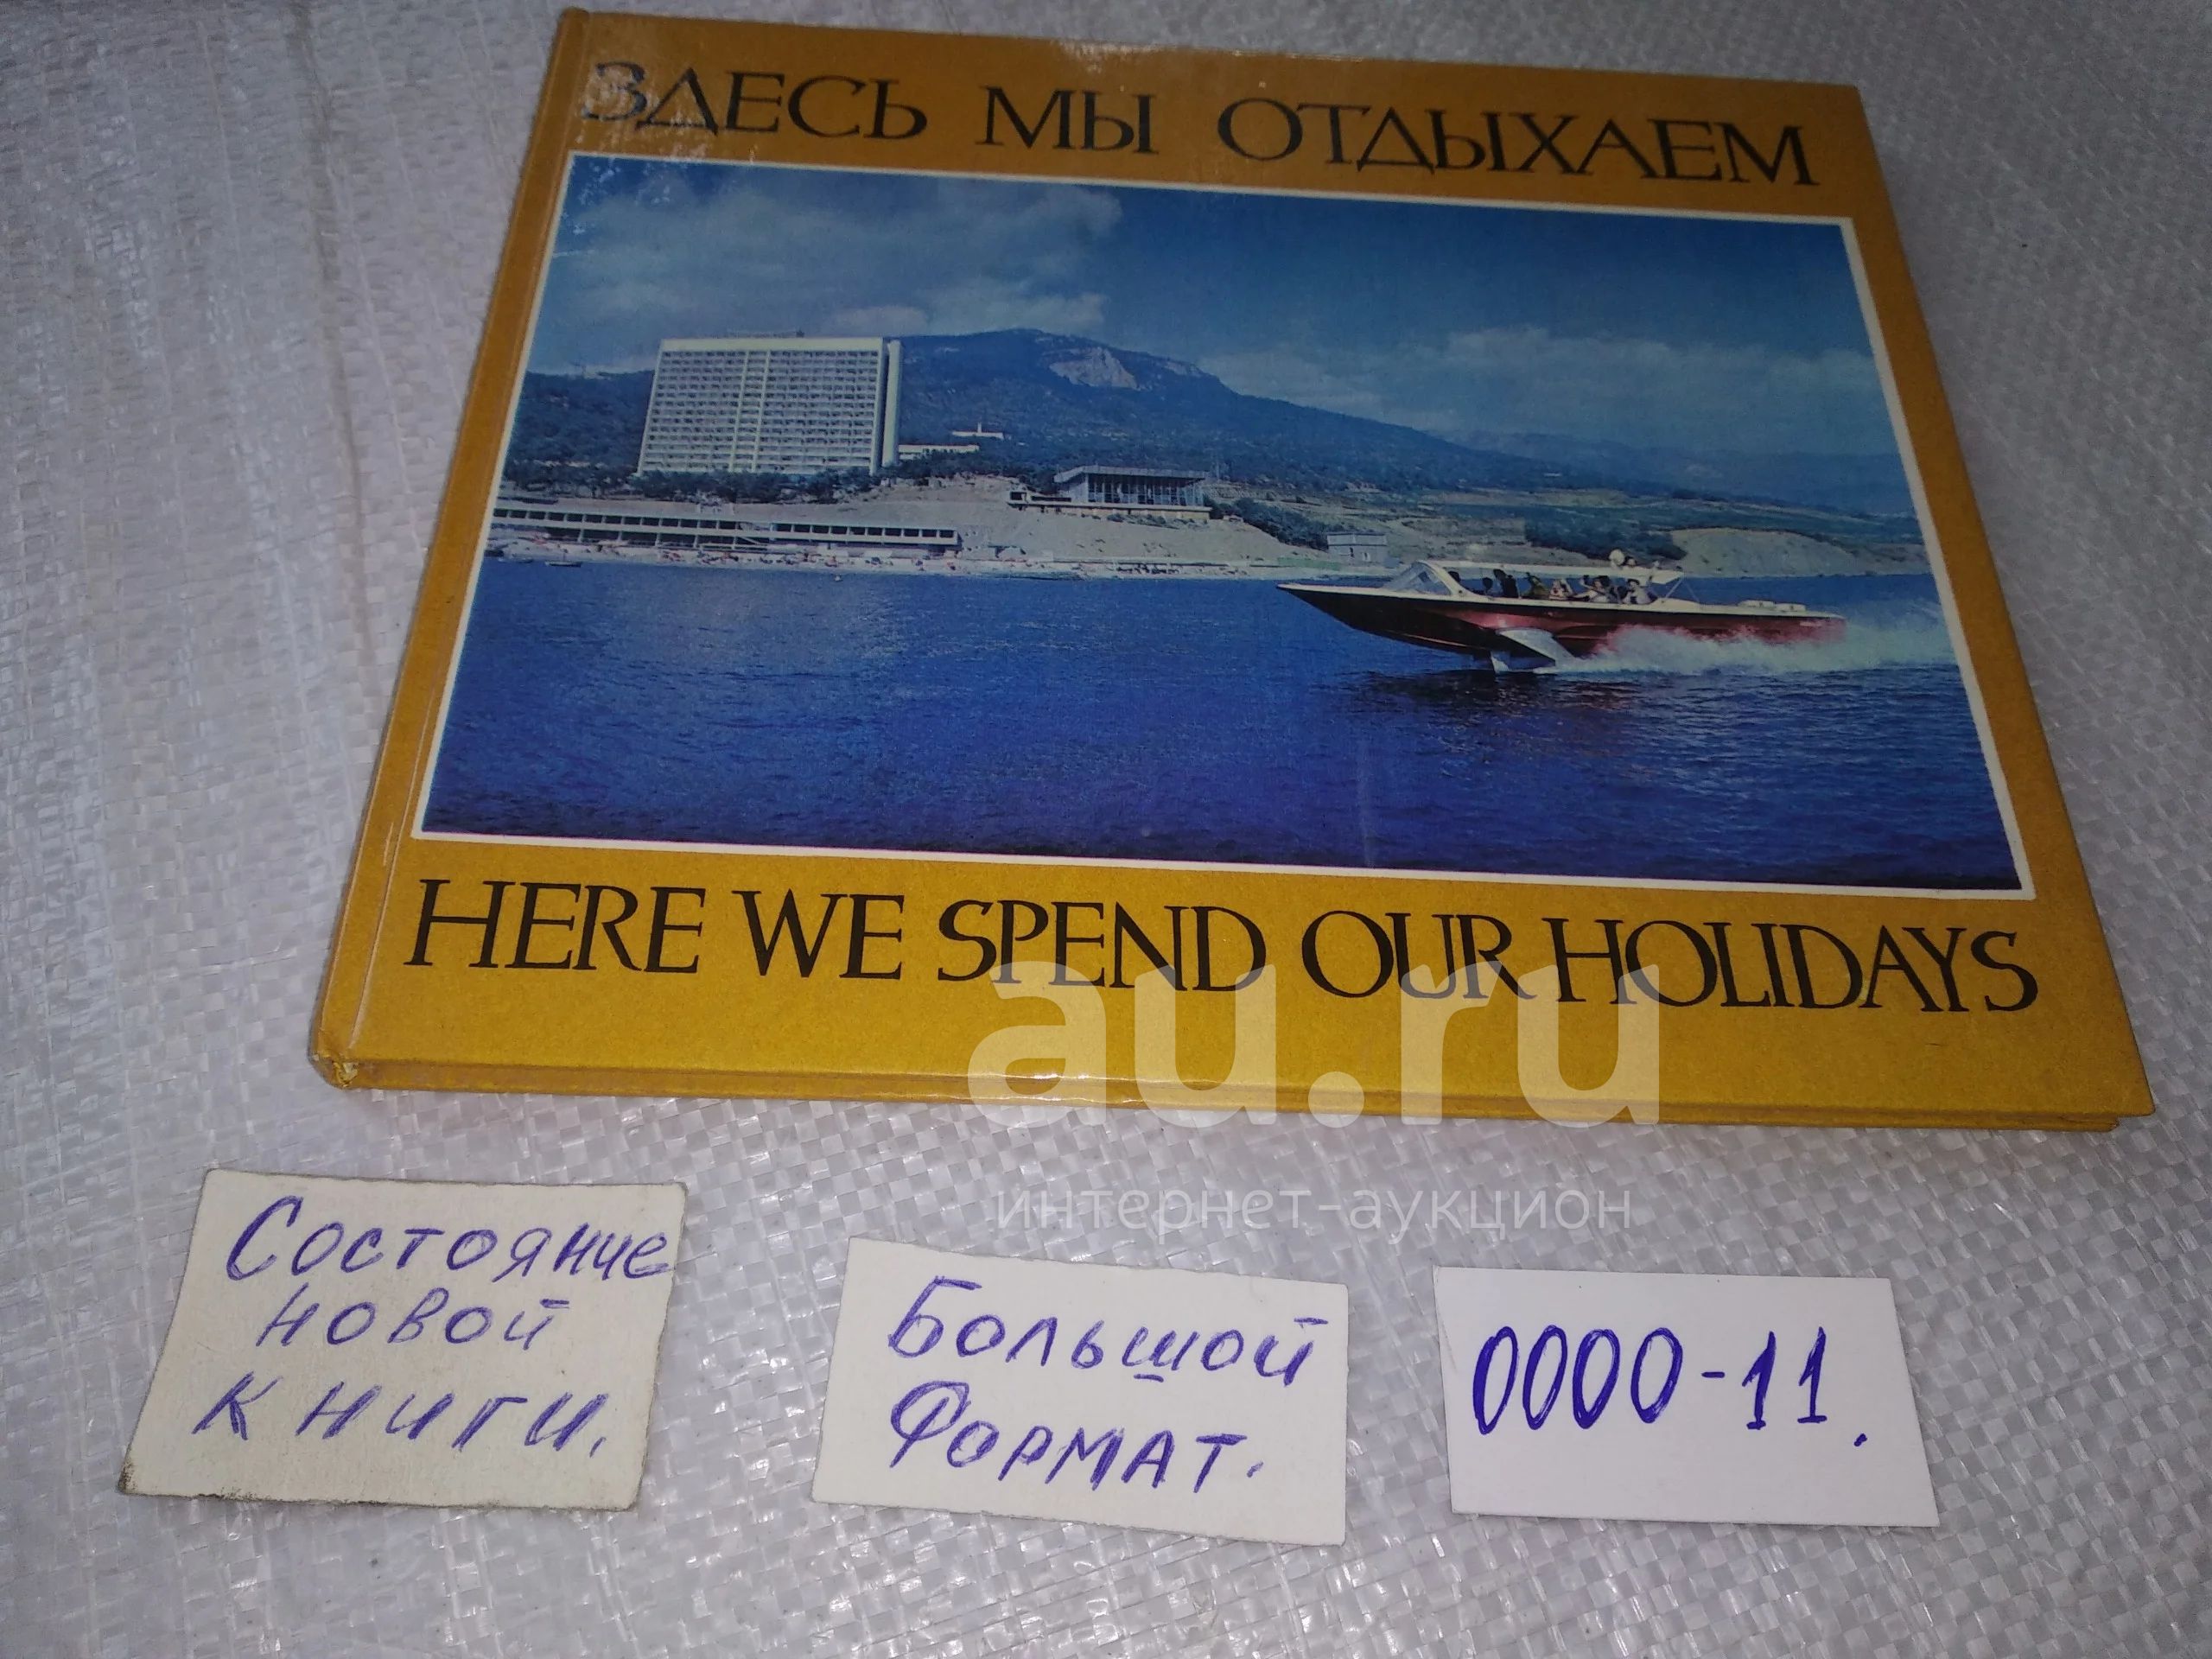 ЗДЕСЬ МЫ ОТДЫХАЕМ
HERE WE SPEND OUR HOLIDAYS
au.ru
интернет-аукцион
Состояние
новой
книги.
Большой
Формат.
0000-11.